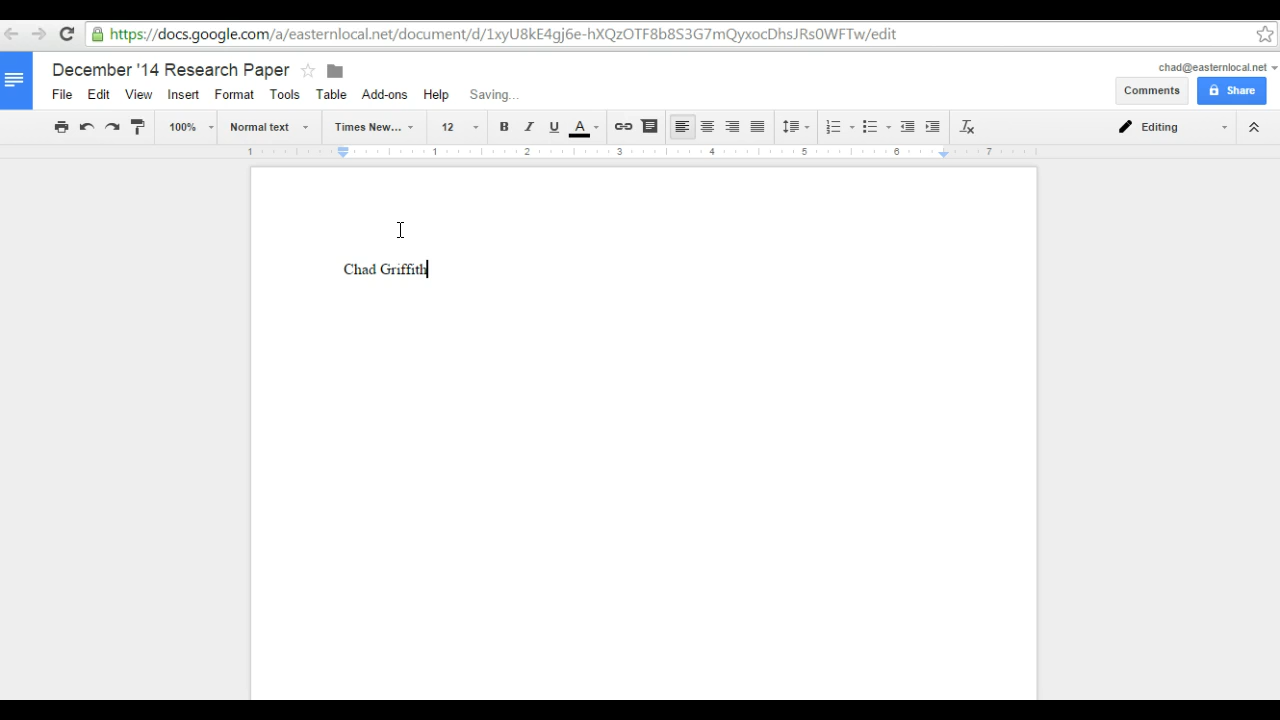 https://docs.google.com/a/easternlocal.net/document/d/1xyU8kE4gj6e-hXQzOTF8b8S3G7mQyxocDhsJRs0WFTw/edit
December '14 Research Paper
chad@easternlocal.net
File Edit View Insert Format Tools Table Add-ons Help Saving...
Comments Share
100% Normal text Times New... 12 B I U A Editing
1 1 2 3 4 5 6 7
Chad Griffith